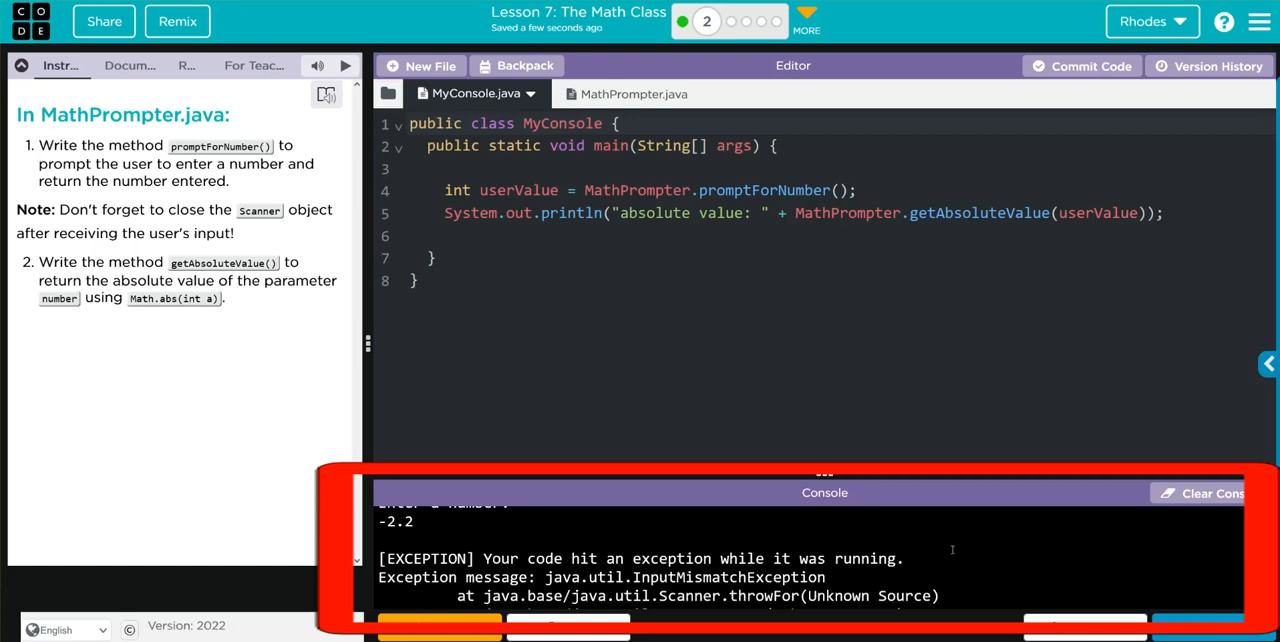 C O
D E
Share
Remix
Lesson 7: The Math Class
Saved a few seconds ago
2
MORE
Rhodes
?
Instr...
Docum...
R...
For Teac...
New File
Backpack
Editor
Commit Code
Version History
MyConsole.java
MathPrompter.java
In MathPrompter.java:
1. Write the method promptForNumber() to
prompt the user to enter a number and
return the number entered.
Note: Don't forget to close the Scanner object
after receiving the user's input!
2. Write the method getAbsoluteValue() to
return the absolute value of the parameter
number using Math.abs(int a).
1 public class MyConsole {
2 public static void main(String[] args) {
3
4 int userValue = MathPrompter.promptForNumber();
5 System.out.println("absolute value: " + MathPrompter.getAbsoluteValue(userValue));
6
7 }
8 }
Console
Clear Cons
-2.2
[EXCEPTION] Your code hit an exception while it was running.
Exception message: java.util.InputMismatchException
at java.base/java.util.Scanner.throwFor(Unknown Source)
English
©
Version: 2022